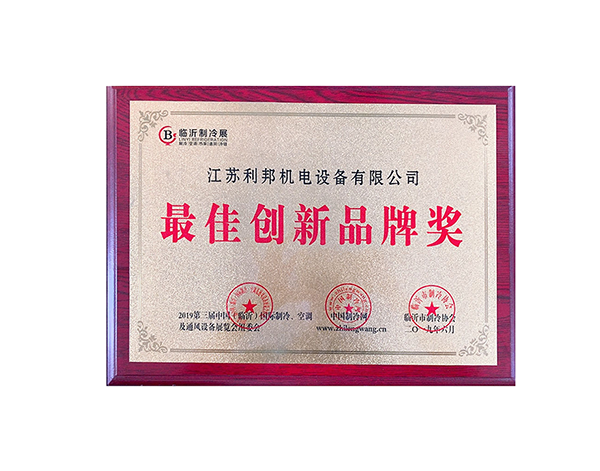 临沂制冷展
LINYI REFRIGERATION
江苏利邦机电设备有限公司
最佳创新品牌奖
2019第三届中国(临沂)国际制冷、空调
及通风设备展览会组委会
中国制冷网
www.zhilengwang.cn
临沂市制冷协会
二〇一九年六月